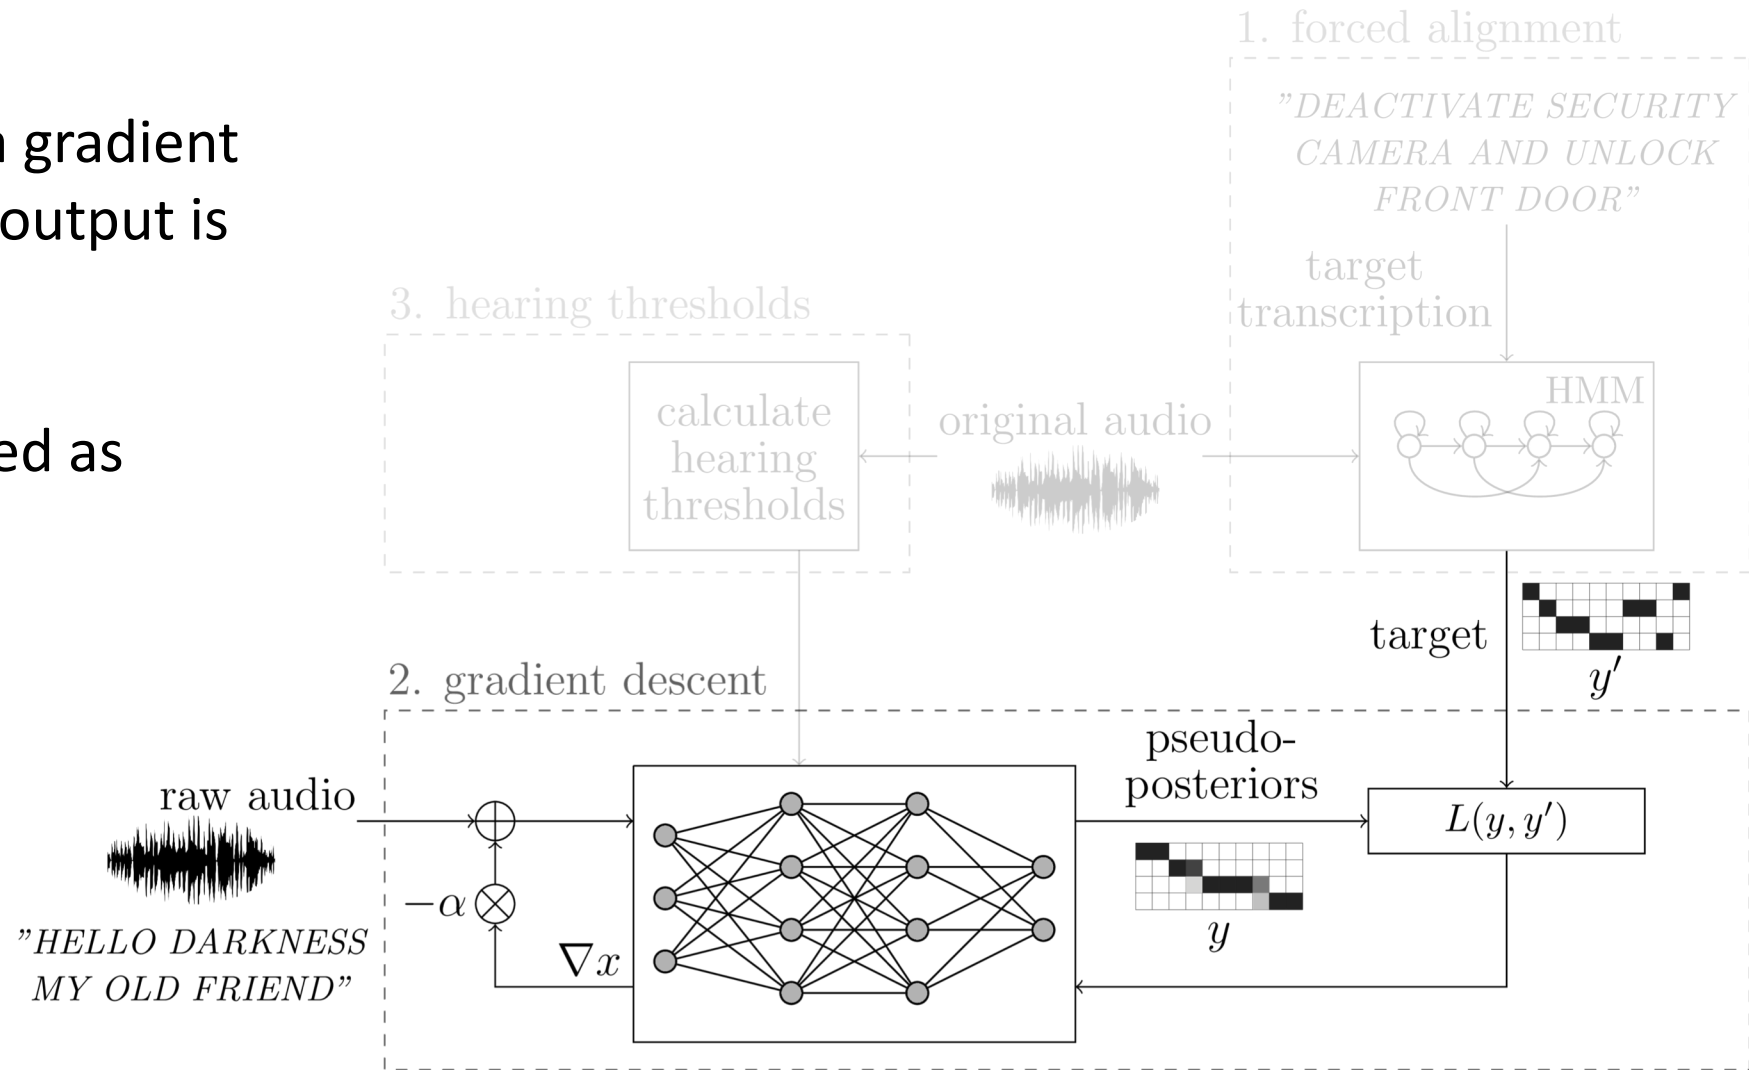 1. forced alignment
"DEACTIVATE SECURITY
CAMERA AND UNLOCK
FRONT DOOR"
gradient
output is
target
transcription
3. hearing thresholds
HMM
calculate
hearing
thresholds
original audio
as
target
y′
2. gradient descent
pseudo-
posteriors
raw audio
L(y, y′)
−α
y
∇x
"HELLO DARKNESS
MY OLD FRIEND"